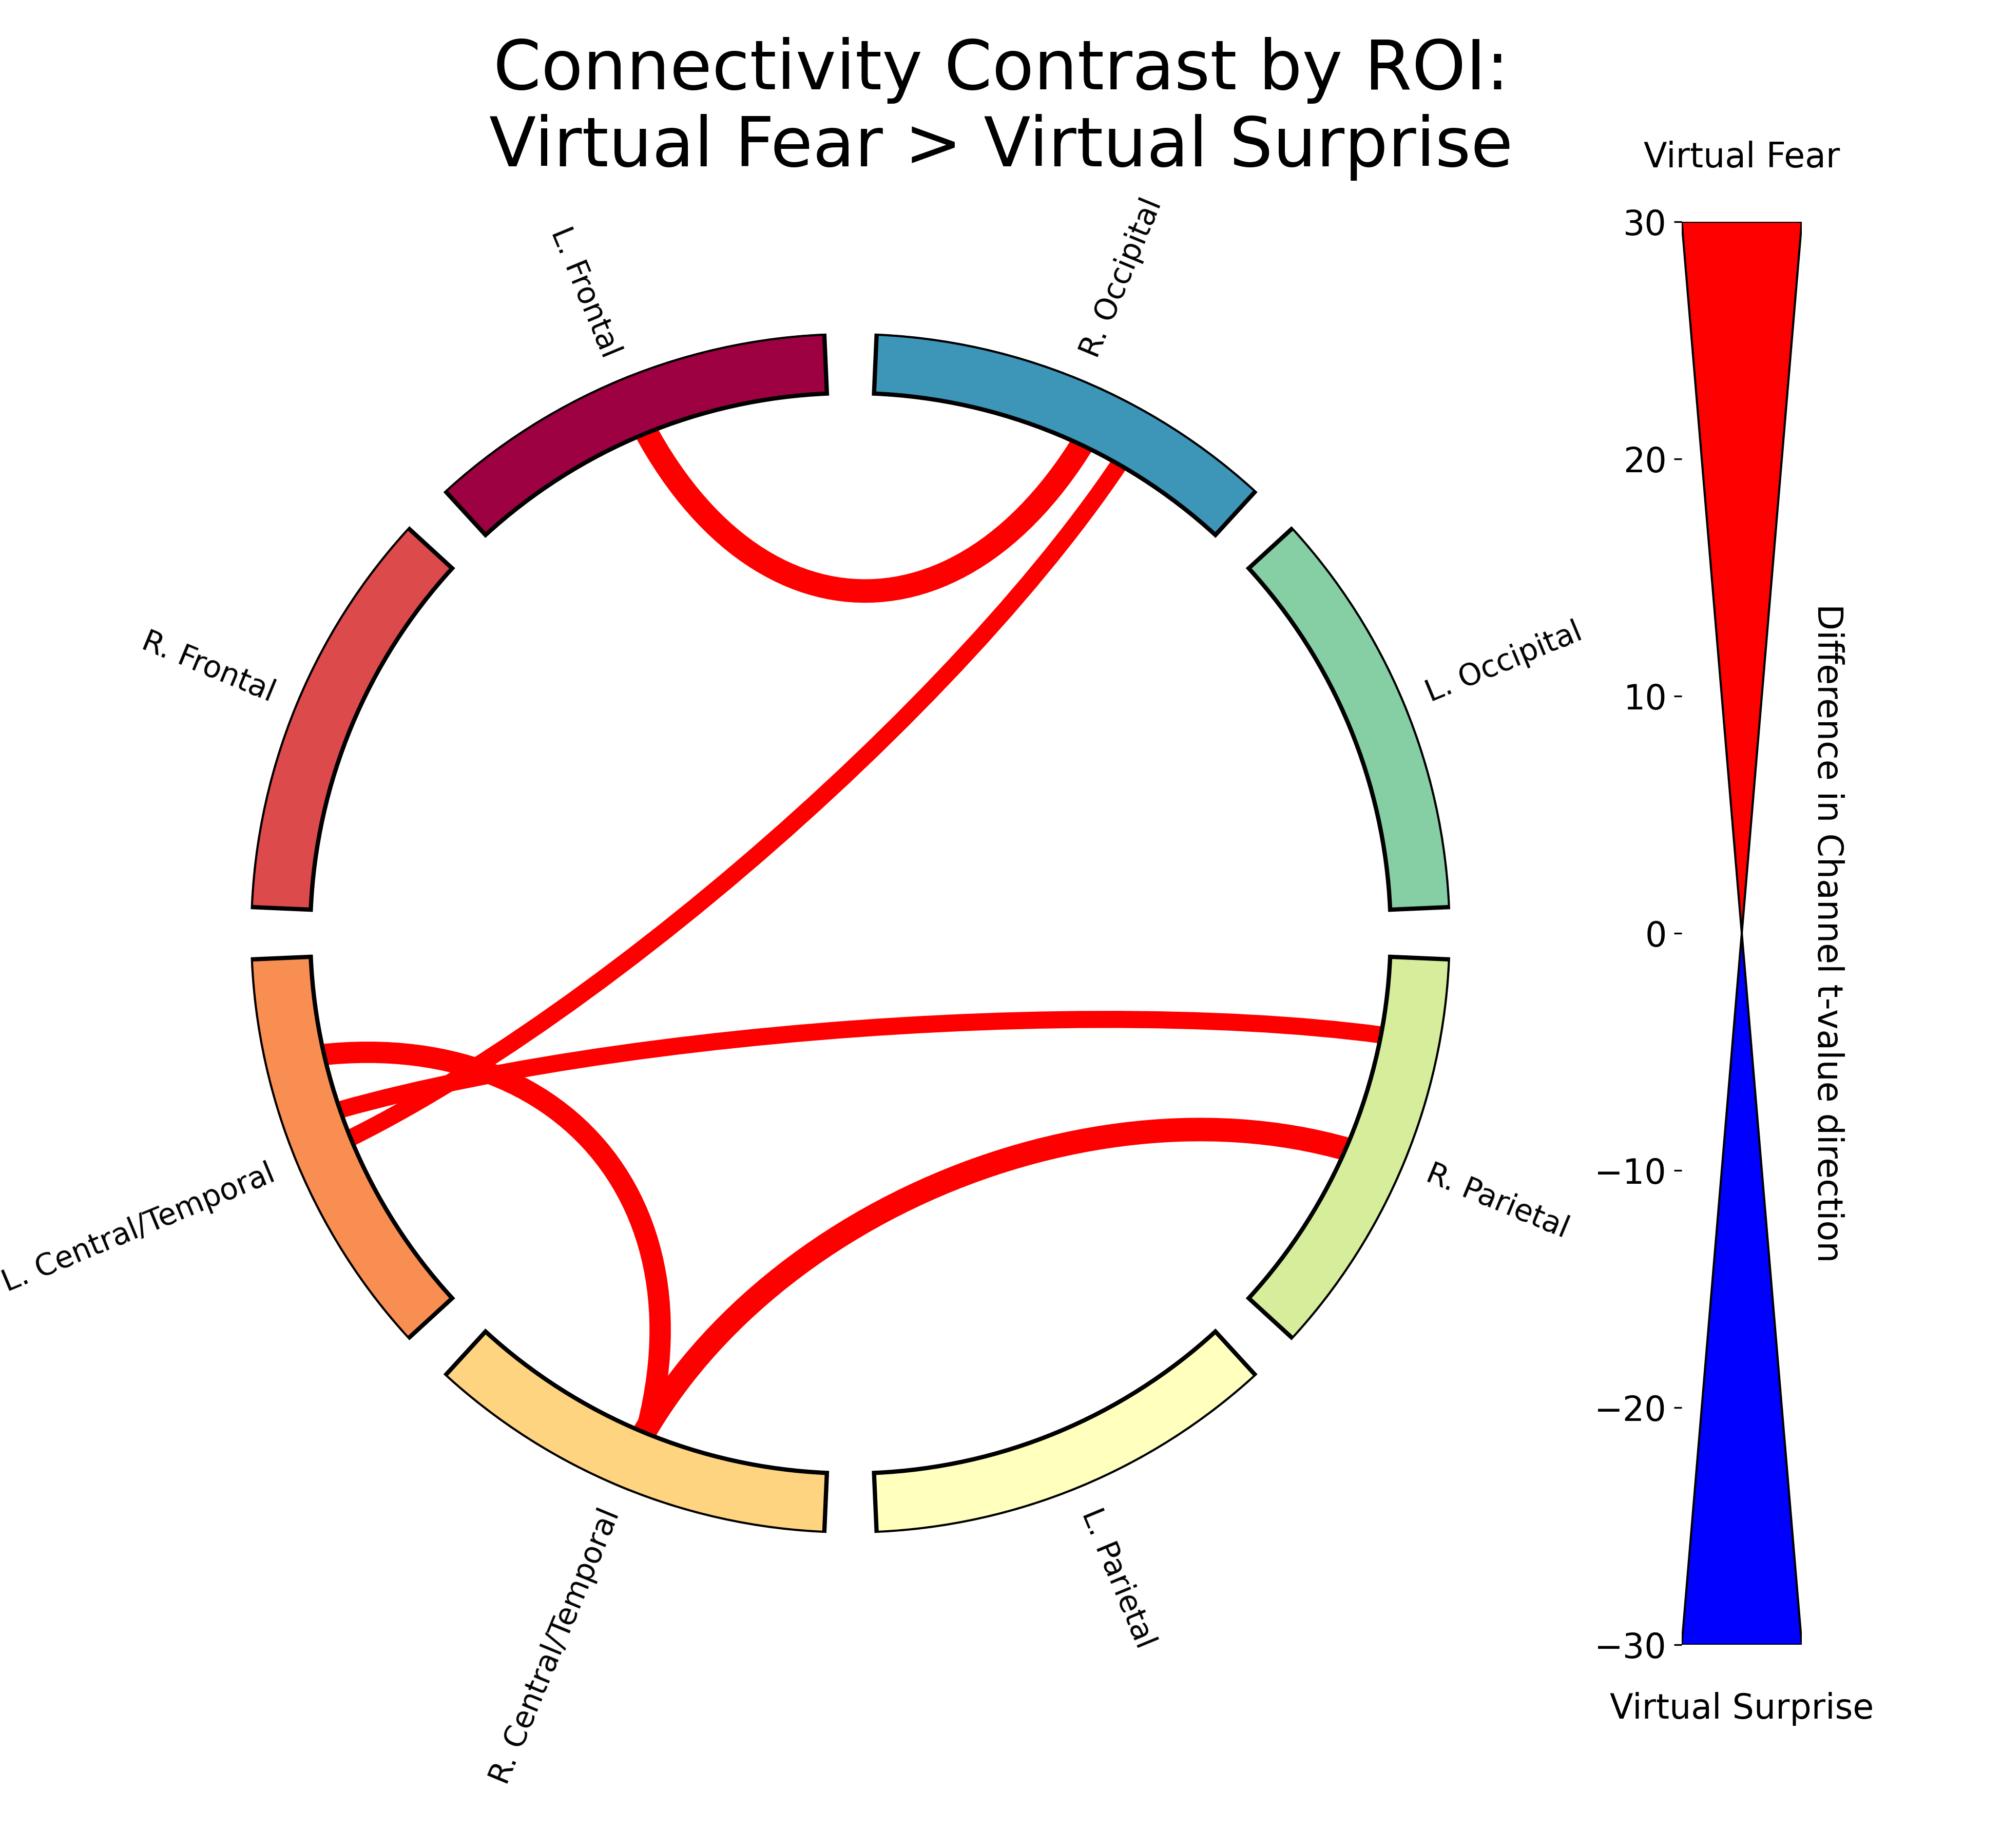 Connectivity Contrast by ROI:
Virtual Fear > Virtual Surprise
Virtual Fear
L. Frontal
R. Occipital
R. Frontal
L. Occipital
L. Central/Temporal
R. Parietal
R. Central/Temporal
L. Parietal
30
20
10
0
−10
−20
−30
Difference in Channel t-value direction
Virtual Surprise